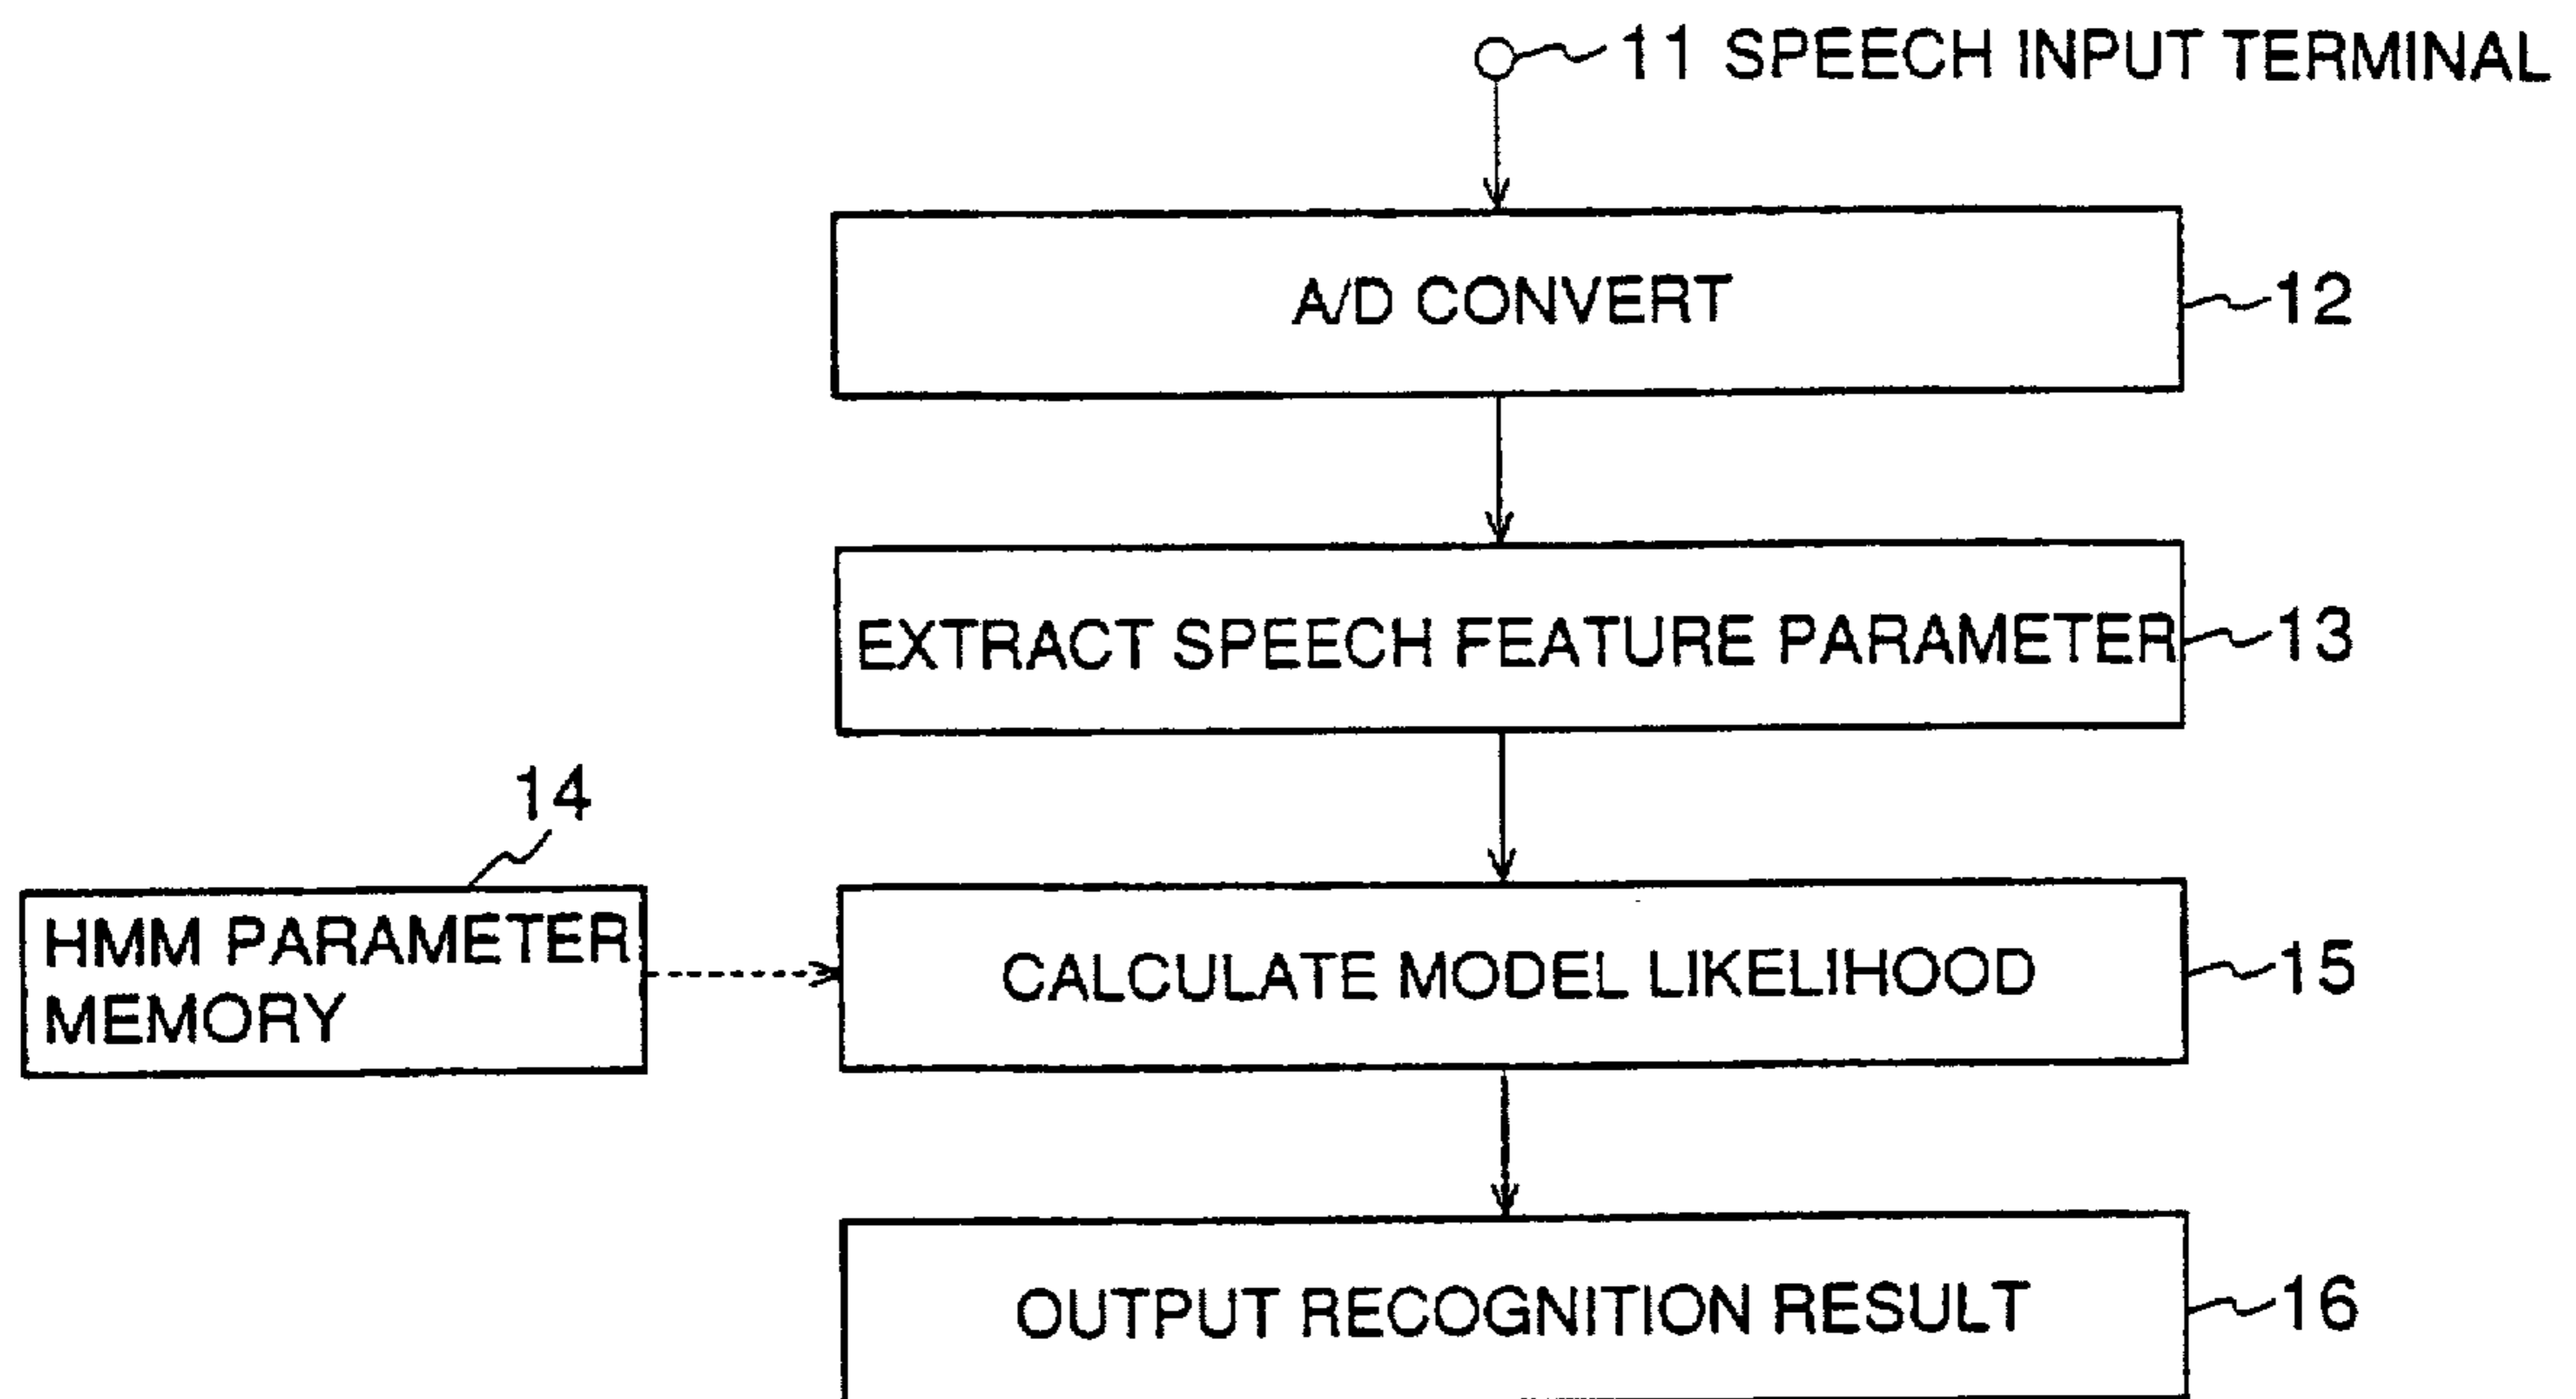 11 SPEECH INPUT TERMINAL
A/D CONVERT
12
EXTRACT SPEECH FEATURE PARAMETER
13
14
HMM PARAMETER
MEMORY
CALCULATE MODEL LIKELIHOOD
15
OUTPUT RECOGNITION RESULT
16